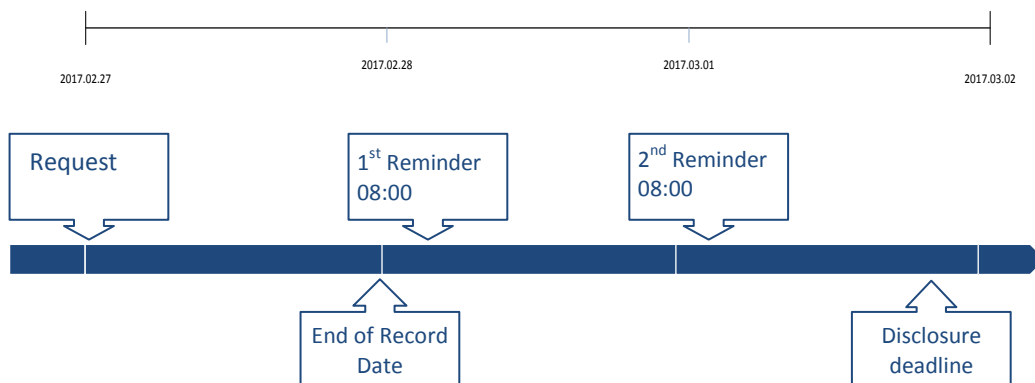 2017.02.27
2017.02.28
2017.03.01
2017.03.02
Request
1st Reminder
08:00
2nd Reminder
08:00
End of Record
Date
Disclosure
deadline